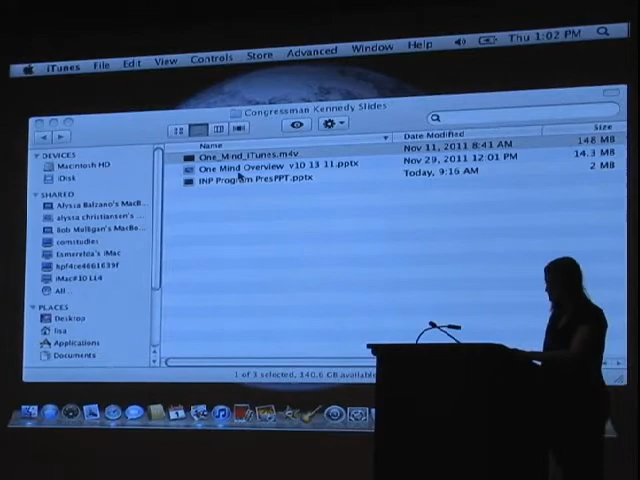 iTunes File Edit View Controls Store Advanced Window Help Thu 1:02 PM
Congressman Kennedy Slides
Name Date Modified Size
One_Mind_iTunes.m4v Nov 11, 2011 8:41 AM 148 MB
One Mind Overview v10 13 11.pptx Nov 29, 2011 12:01 PM 14.3 MB
INP Program PresPPT.pptx Today, 9:16 AM 2 MB
DEVICES
Macintosh HD
iDisk
SHARED
Alyssa Balzano's MacB...
alyssa christiansen's ...
Bob Mulligan's MacB...
comstudies
Esmerelda's iMac
hpf4ce4661639f
iMac#10 LL4
All...
PLACES
Desktop
lisa
Applications
Documents
1 of 3 selected, 140.6 GB available